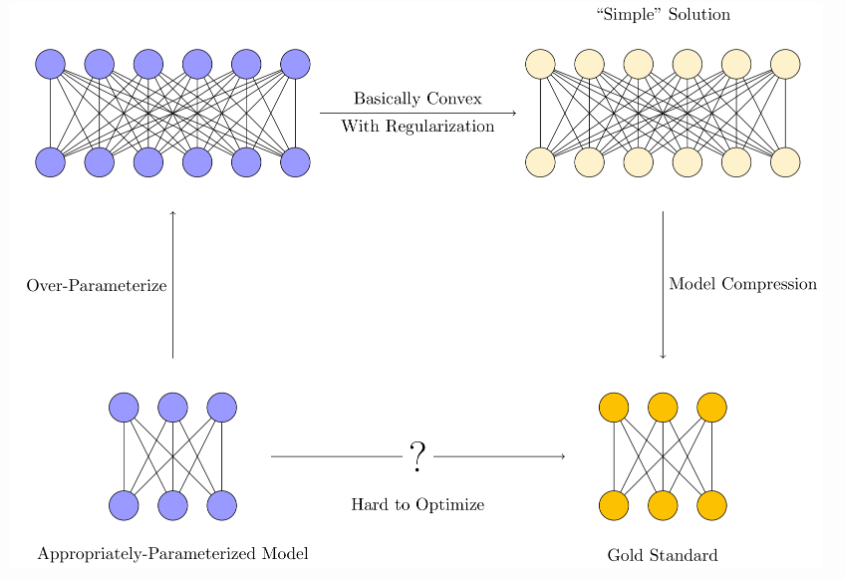 “Simple” Solution
Basically Convex
With Regularization
Over-Parameterize
Model Compression
?
Hard to Optimize
Appropriately-Parameterized Model
Gold Standard